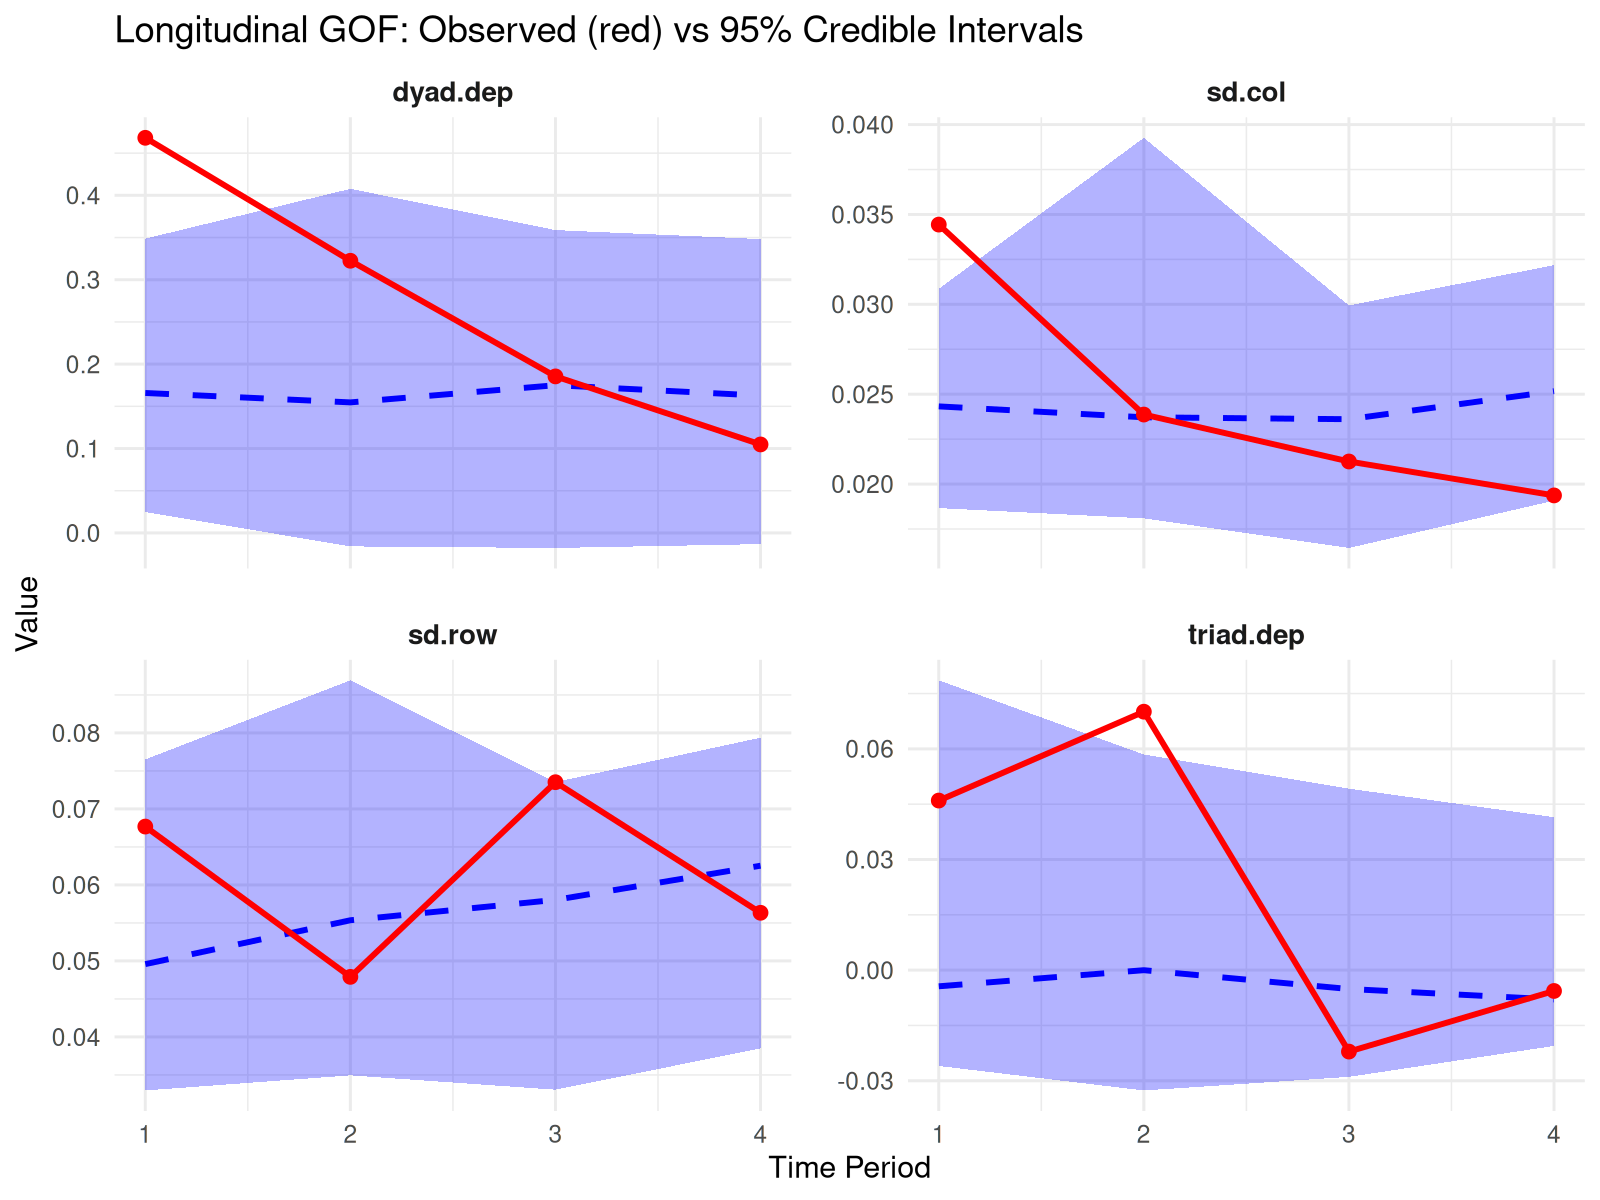 Longitudinal GOF: Observed (red) vs 95% Credible Intervals
dyad.dep
sd.col
0.4
0.3
0.2
0.1
0.0
0.040
0.035
0.030
0.025
0.020
Value
sd.row
triad.dep
0.08
0.07
0.06
0.05
0.04
0.06
0.03
0.00
-0.03
1 2 3 4
1 2 3 4
Time Period